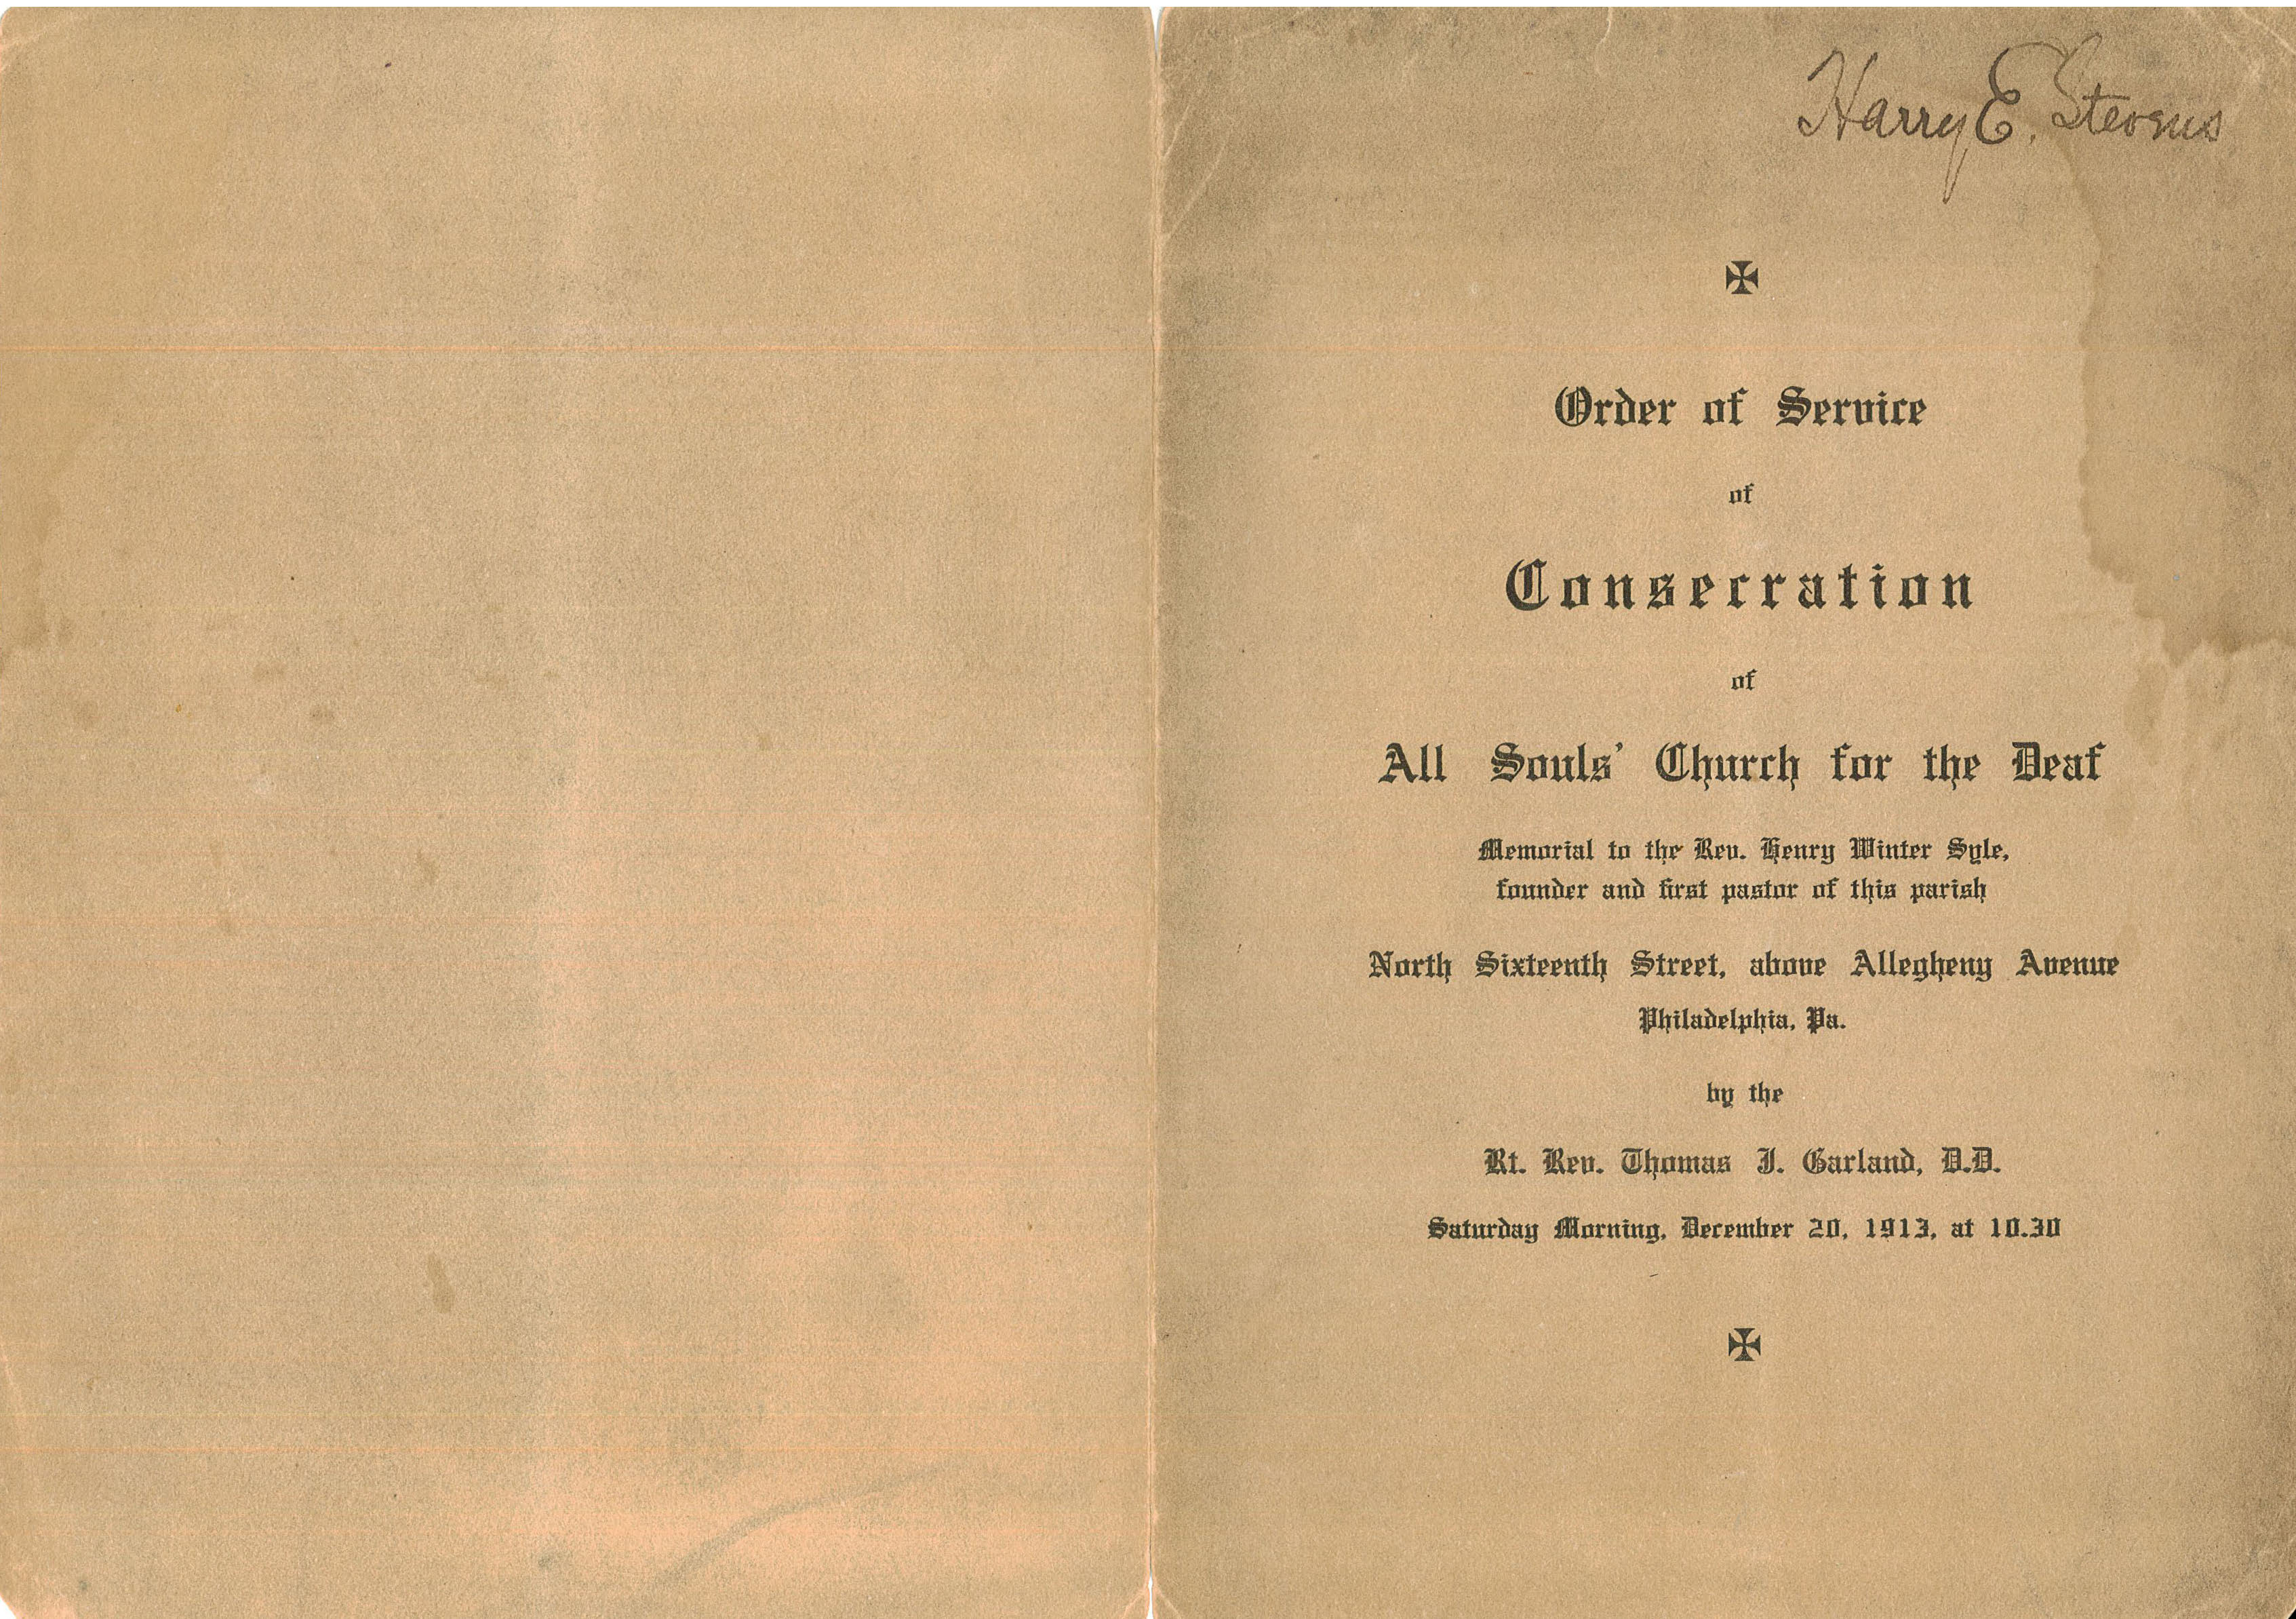 Harry E. Stevens
✠
Order of Service
of
Consecration
of
All Souls' Church for the Deaf
Memorial to the Rev. Henry Winter Syle,
founder and first pastor of this parish
North Sixteenth Street, above Allegheny Avenue
Philadelphia, Pa.
by the
Rt. Rev. Thomas J. Garland, D.D.
Saturday Morning, December 20, 1913, at 10.30
✠